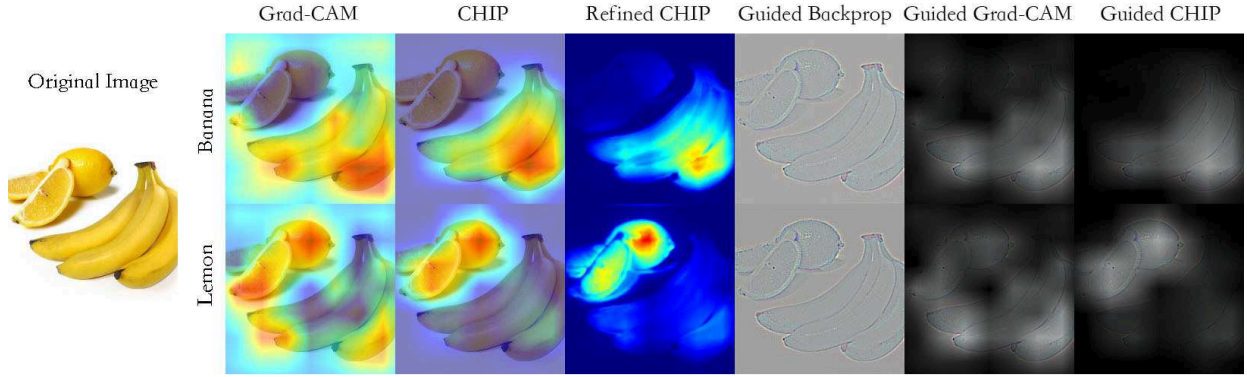 Grad-CAM CHIP Refined CHIP Guided Backprop Guided Grad-CAM Guided CHIP
Original Image
Banana
Lemon